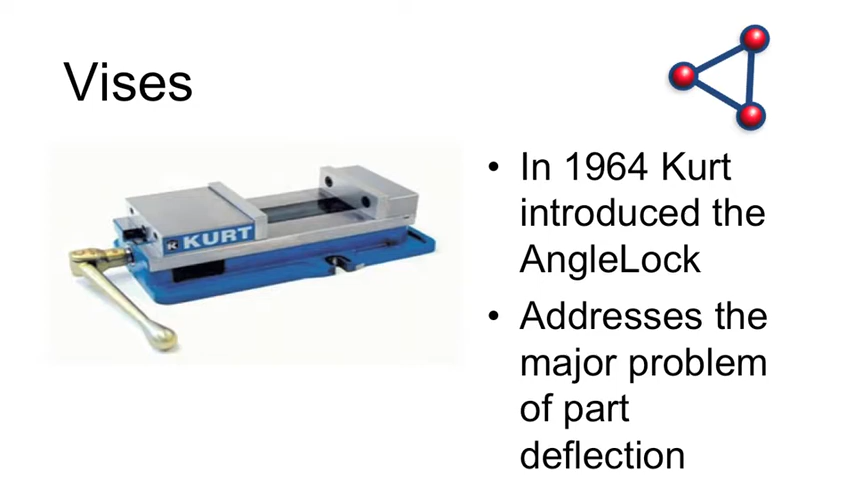 Vises
KURT
• In 1964 Kurt
introduced the
AngleLock
• Addresses the
major problem
of part
deflection